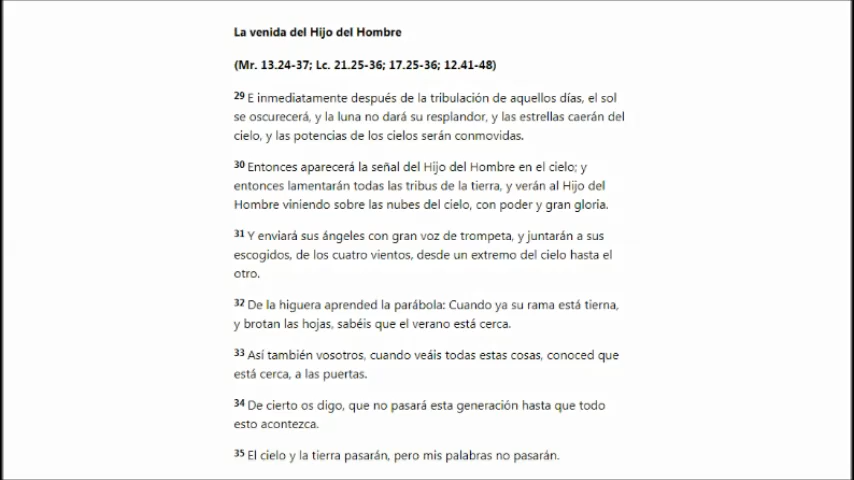 La venida del Hijo del Hombre
(Mr. 13.24-37; Lc. 21.25-36; 17.25-36; 12.41-48)
29 E inmediatamente después de la tribulación de aquellos días, el sol
se oscurecerá, y la luna no dará su resplandor, y las estrellas caerán del
cielo, y las potencias de los cielos serán conmovidas.
30 Entonces aparecerá la señal del Hijo del Hombre en el cielo; y
entonces lamentarán todas las tribus de la tierra, y verán al Hijo del
Hombre viniendo sobre las nubes del cielo, con poder y gran gloria.
31 Y enviará sus ángeles con gran voz de trompeta, y juntarán a sus
escogidos, de los cuatro vientos, desde un extremo del cielo hasta el
otro.
32 De la higuera aprended la parábola: Cuando ya su rama está tierna,
y brotan las hojas, sabéis que el verano está cerca.
33 Así también vosotros, cuando veáis todas estas cosas, conoced que
está cerca, a las puertas.
34 De cierto os digo, que no pasará esta generación hasta que todo
esto acontezca.
35 El cielo y la tierra pasarán, pero mis palabras no pasarán.